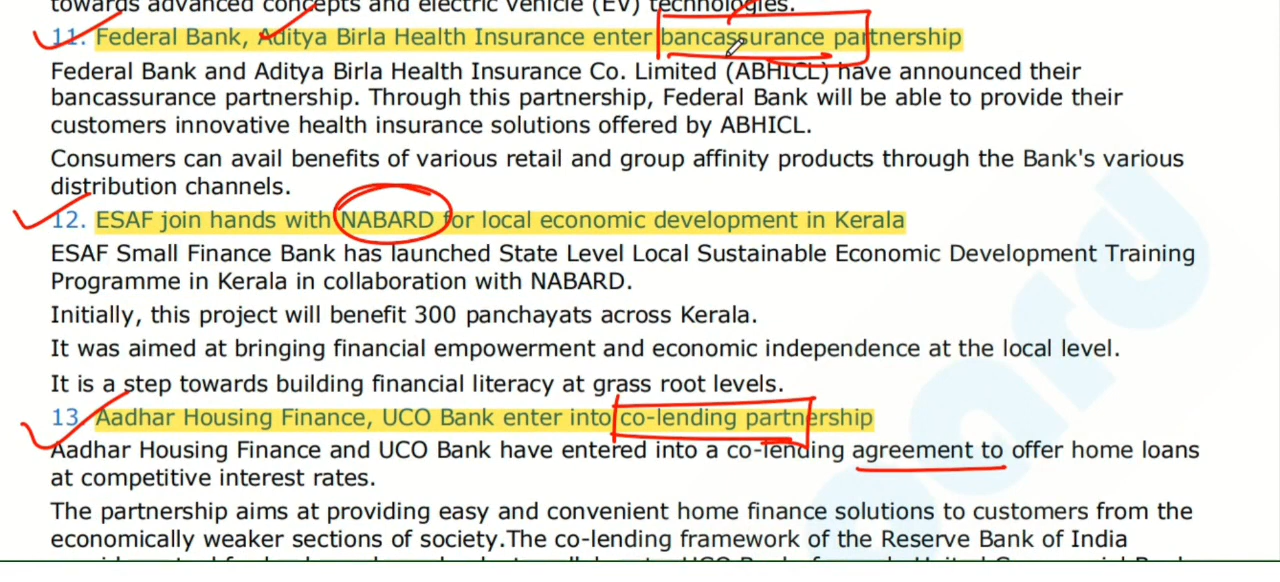 towards advanced concepts and electric vehicle (EV) technologies.
11. Federal Bank, Aditya Birla Health Insurance enter bancassurance partnership
Federal Bank and Aditya Birla Health Insurance Co. Limited (ABHICL) have announced their
bancassurance partnership. Through this partnership, Federal Bank will be able to provide their
customers innovative health insurance solutions offered by ABHICL.
Consumers can avail benefits of various retail and group affinity products through the Bank's various
distribution channels.
12. ESAF join hands with NABARD for local economic development in Kerala
ESAF Small Finance Bank has launched State Level Local Sustainable Economic Development Training
Programme in Kerala in collaboration with NABARD.
Initially, this project will benefit 300 panchayats across Kerala.
It was aimed at bringing financial empowerment and economic independence at the local level.
It is a step towards building financial literacy at grass root levels.
13. Aadhar Housing Finance, UCO Bank enter into co-lending partnership
Aadhar Housing Finance and UCO Bank have entered into a co-lending agreement to offer home loans
at competitive interest rates.
The partnership aims at providing easy and convenient home finance solutions to customers from the
economically weaker sections of society.The co-lending framework of the Reserve Bank of India